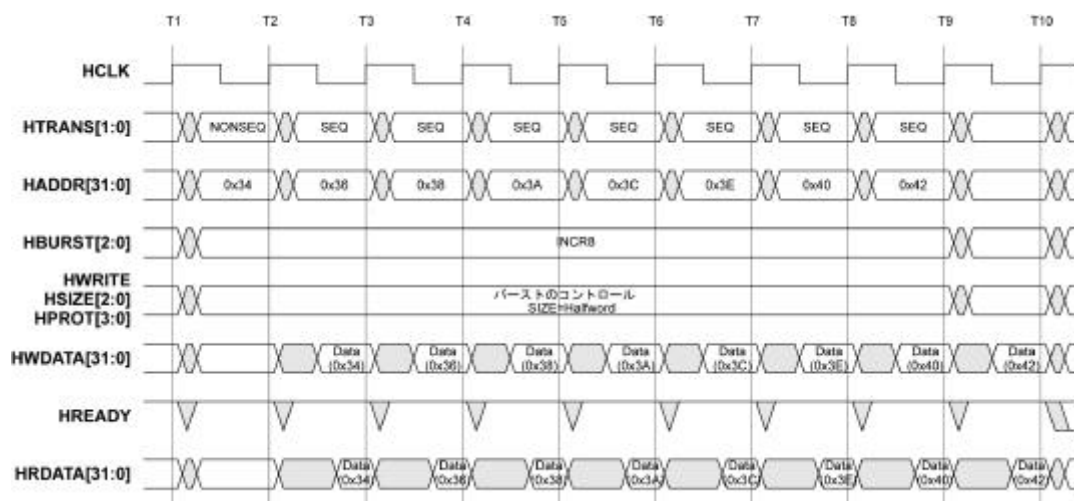 T1 T2 T3 T4 T5 T6 T7 T8 T9 T10
HCLK
HTRANS[1:0] NONSEQ SEQ SEQ SEQ SEQ SEQ SEQ SEQ
HADDR[31:0] 0x34 0x36 0x38 0x3A 0x3C 0x3E 0x40 0x42
HBURST[2:0] INCR8
HWRITE
HSIZE[2:0] バーストのコントロール
HPROT[3:0] SIZE=Halfword
HWDATA[31:0] Data (0x34) Data (0x36) Data (0x38) Data (0x3A) Data (0x3C) Data (0x3E) Data (0x40) Data (0x42)
HREADY
HRDATA[31:0] Data (0x34) Data (0x36) Data (0x38) Data (0x3A) Data (0x3C) Data (0x3E) Data (0x40) Data (0x42)